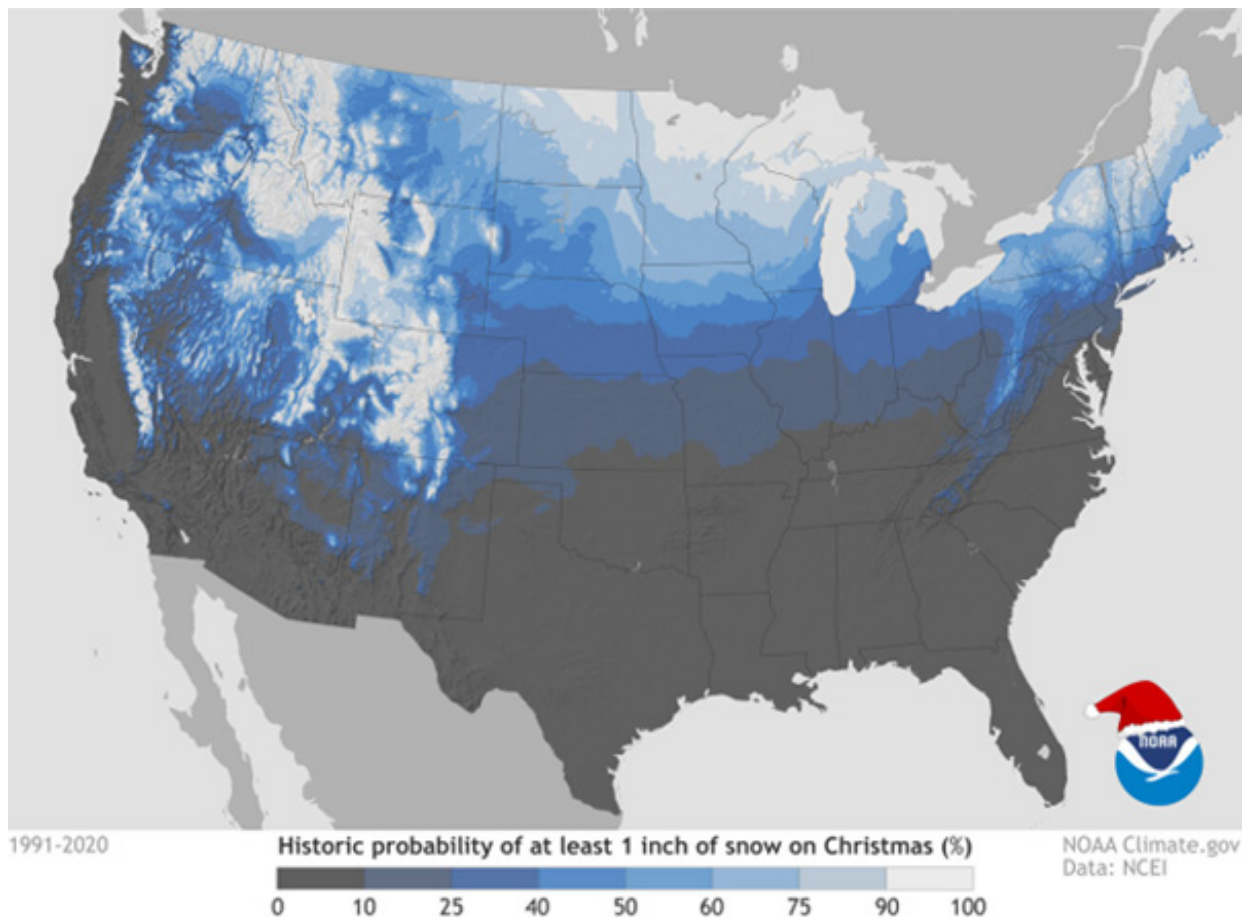 NOAA
1991-2020
Historic probability of at least 1 inch of snow on Christmas (%)
NOAA Climate.gov
Data: NCEI
0 10 25 40 50 60 75 90 100